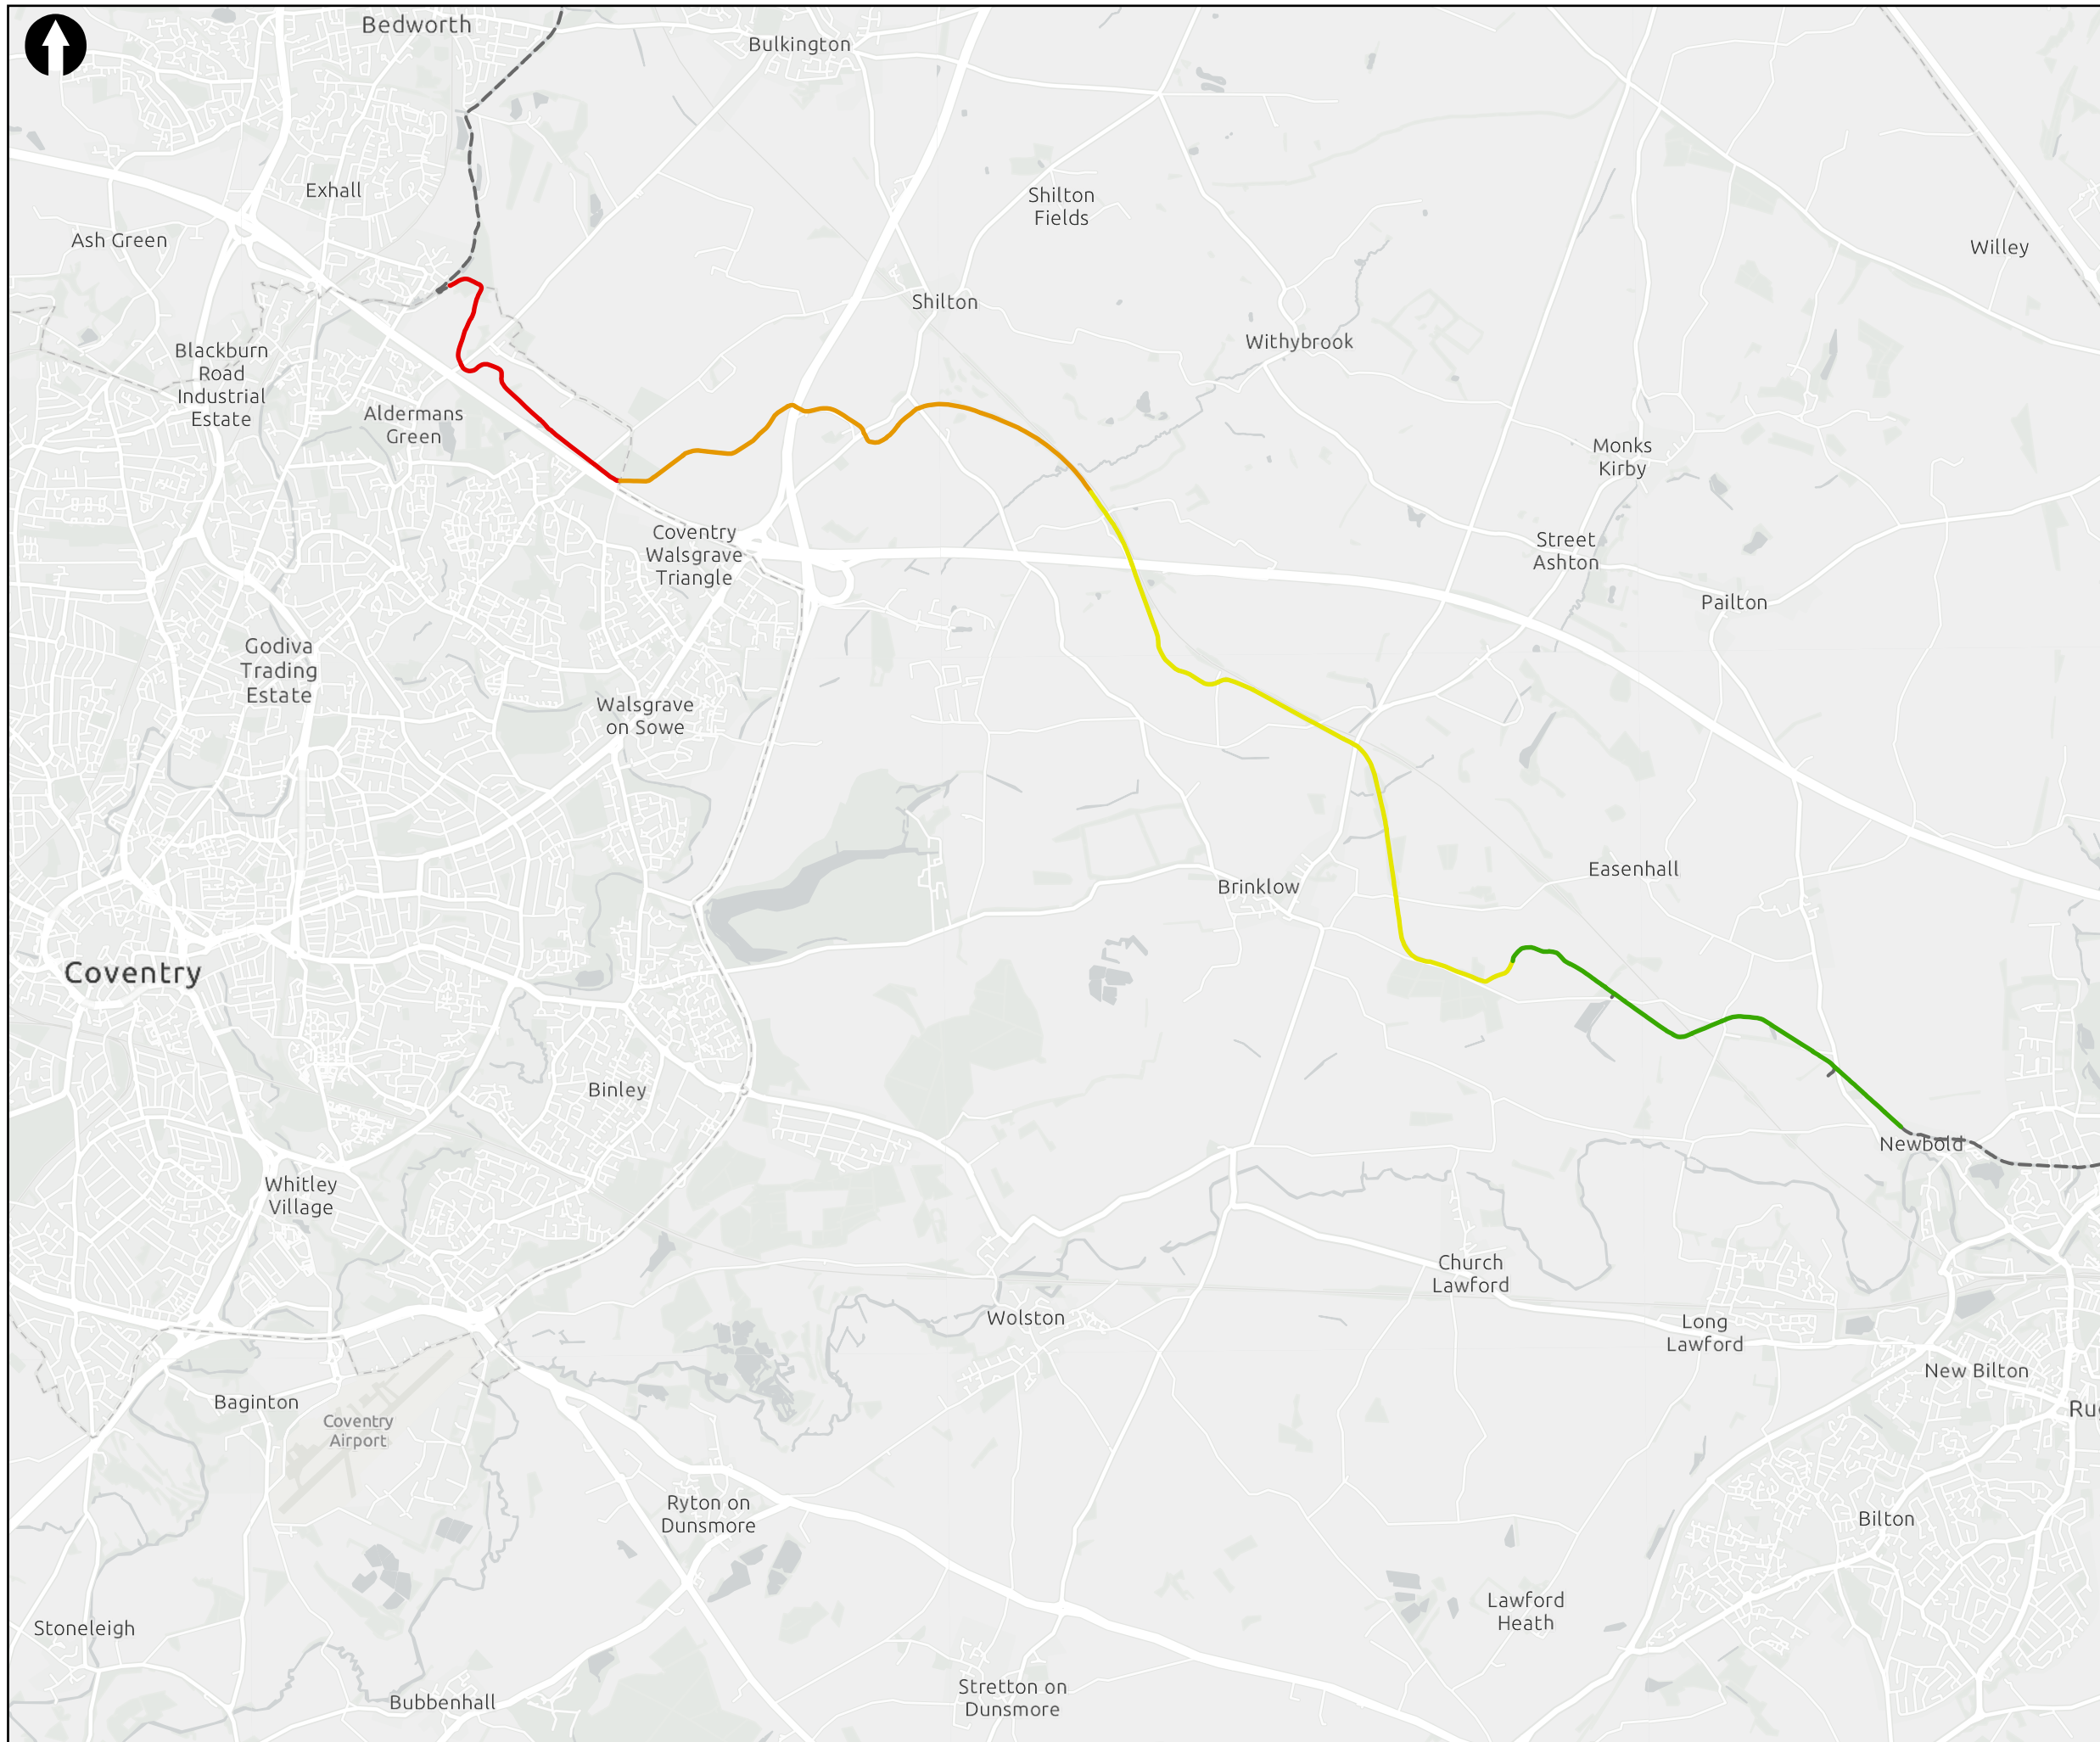 Bedworth
Bulkington
Exhall
Shilton
Fields
Ash Green
Willey
Shilton
Withybrook
Blackburn
Road
Industrial
Estate
Aldermans
Green
Monks
Kirby
Coventry
Walsgrave
Triangle
Street
Ashton
Pailton
Godiva
Trading
Estate
Walsgrave
on Sowe
Easenhall
Brinklow
Coventry
Binley
Newbold
Whitley
Village
Church
Lawford
Wolston
Long
Lawford
New Bilton
Baginton
Coventry
Airport
Ru
Ryton on
Dunsmore
Bilton
Lawford
Heath
Stoneleigh
Stretton on
Dunsmore
Bubbenhall